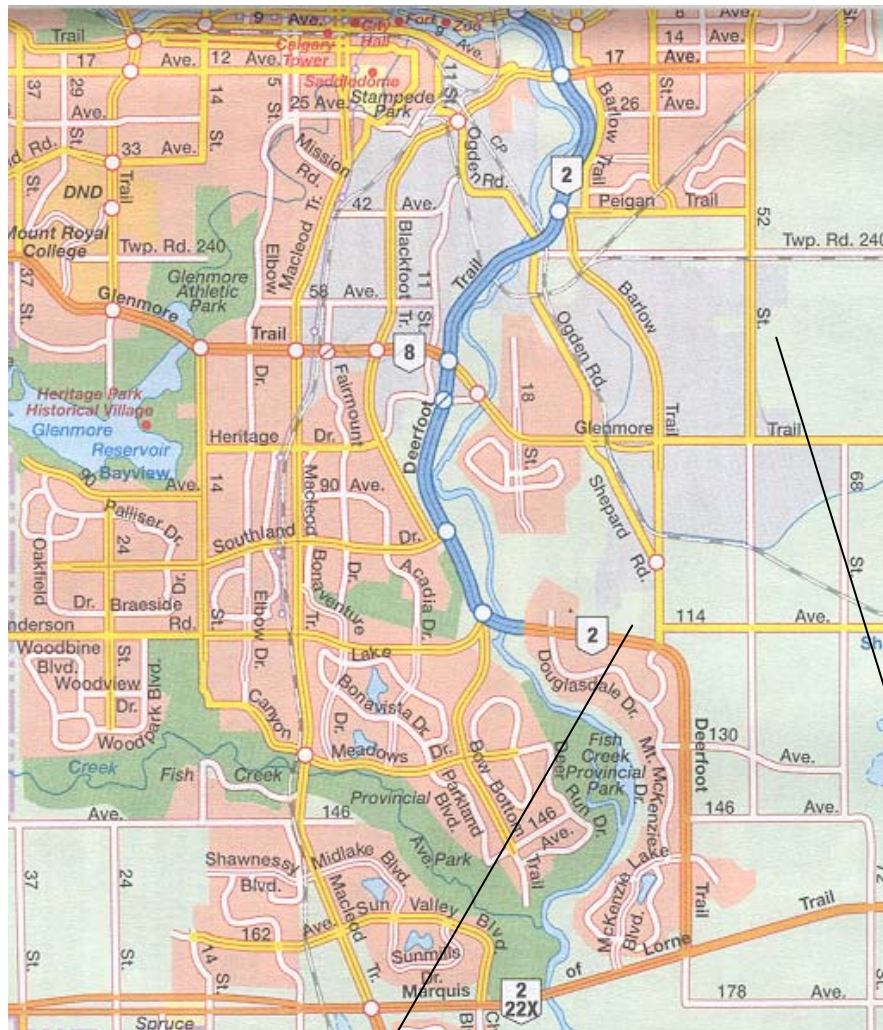 9 Ave.
City Hall
Fort
Zoo
Ave.
8 Ave.
14 Ave.
Trail
17 Ave.
12 Ave.
Calgary Tower
Saddledome
17 Ave.
37 St.
29 St.
Ave.
14 St.
5 St.
25 Ave.
Stampede Park
11 St.
Barlow Trail
26 Ave.
St.
Rd.
33 Ave.
Trail
Mission Rd.
Ogden Rd.
CP
2
DND
42 Ave.
Peigan Trail
Mount Royal College
Twp. Rd. 240
Elbow Dr.
Macleod Tr.
Blackfoot Tr.
11 St.
Trail
52 St.
Twp. Rd. 240
37 St.
Glenmore Athletic Park
Glenmore Trail
58 Ave.
8
Barlow Trail
Ogden Rd.
Heritage Park
Historical Village
Glenmore
Reservoir
Fairmount Dr.
Deerfoot
18 St.
Heritage Dr.
Glenmore Trail
Bayview
90 Ave.
14 St.
Macleod Tr.
90 Ave.
68 St.
Palliser Dr.
24 St.
Southland Dr.
Shepard Rd.
Oakfield Dr.
Braeside Dr.
Elbow Dr.
Bonaventure
Acadia Dr.
114 Ave.
Sh
nderson Rd.
2
Woodbine Blvd.
Woodview Dr.
Woodpark Blvd.
Lake Bonavista Dr.
Douglasdale Dr.
Canyon Meadows Dr.
Bow Bottom Trail
Deer Run Dr.
Fish Creek Provincial Park
Mt. McKenzie Dr.
Deerfoot Trail
130 Ave.
Creek
Fish Creek
Provincial Park
Parkland Blvd.
146 Ave.
Ave.
146
Ave.
146 Ave.
72
Shawnessy Blvd.
Midlake Blvd.
McKenzie Lake Blvd.
37 St.
24 St.
14 St.
162 Ave.
Macleod Tr.
Sun Valley Blvd.
Sunmills Dr.
Marquis of Lorne Trail
2
22X
178 Ave.
St.
Spruce